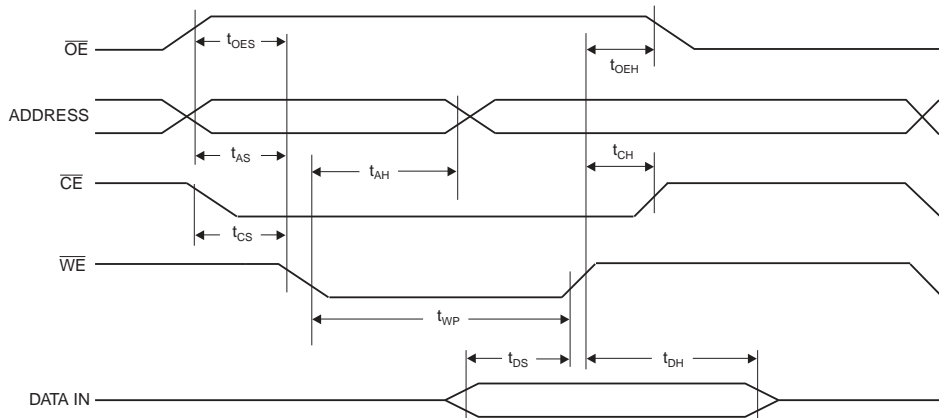 OE
tOES
tOEH
ADDRESS
tAS
tAH
tCH
CE
tCS
WE
tWP
tDS
tDH
DATA IN